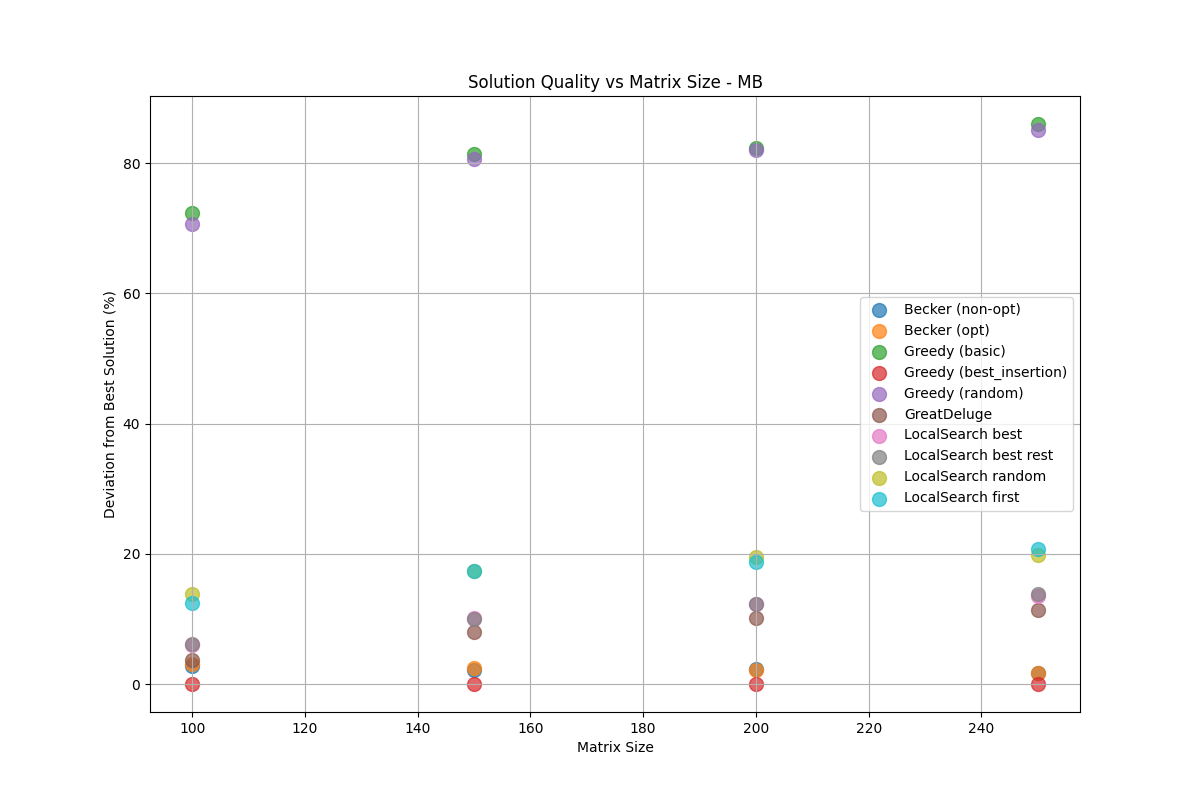 Solution Quality vs Matrix Size - MB
Deviation from Best Solution (%)
80
60
40
20
0
Becker (non-opt)
Becker (opt)
Greedy (basic)
Greedy (best_insertion)
Greedy (random)
GreatDeluge
LocalSearch best
LocalSearch best rest
LocalSearch random
LocalSearch first
100 120 140 160 180 200 220 240
Matrix Size